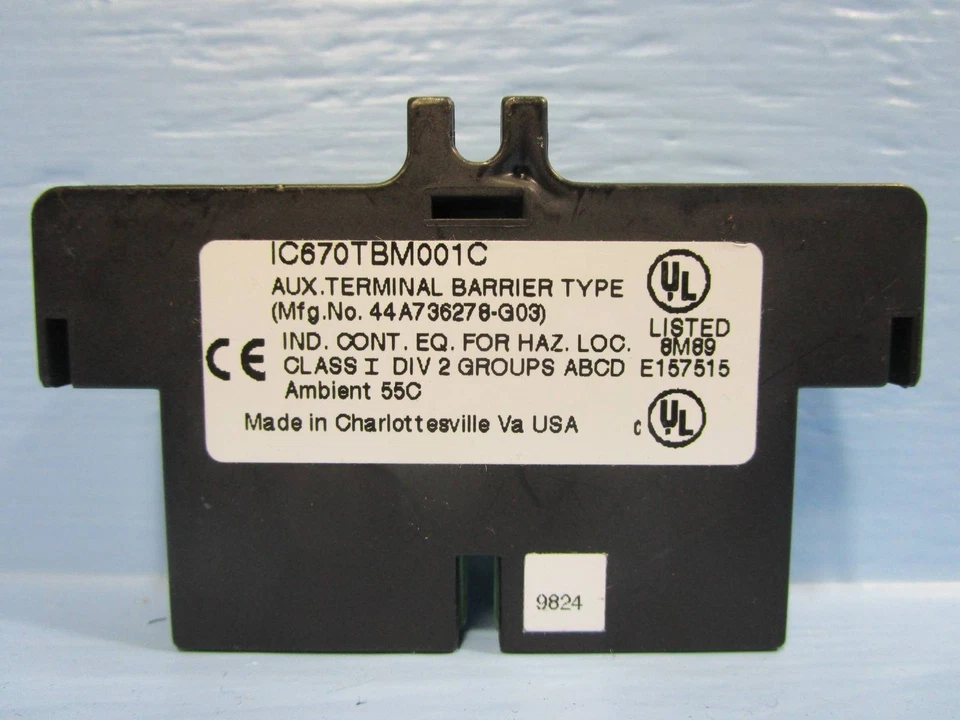 IC670TBM001C
AUX.TERMINAL BARRIER TYPE
(Mfg.No. 44A736278-G03)
IND. CONT. EQ. FOR HAZ. LOC.
CLASS I DIV 2 GROUPS ABCD
Ambient 55C
Made in Charlottesville Va USA
CE
UL
LISTED
8M89
E157515
c UL
9824